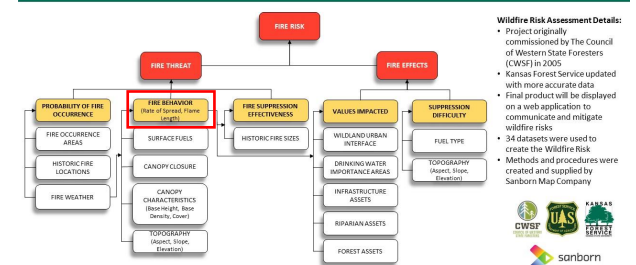 FIRE RISK
FIRE THREAT
FIRE EFFECTS
PROBABILITY OF FIRE
OCCURRENCE
FIRE OCCURRENCE
AREAS
HISTORIC FIRE
LOCATIONS
FIRE WEATHER
FIRE BEHAVIOR
(Rate of Spread, Flame
Length)
SURFACE FUELS
CANOPY CLOSURE
CANOPY
CHARACTERISTICS
(Base Height, Base
Density, Cover)
TOPOGRAPHY
(Aspect, Slope,
Elevation)
FIRE SUPPRESSION
EFFECTIVENESS
HISTORIC FIRE SIZES
VALUES IMPACTED
WILDLAND URBAN
INTERFACE
DRINKING WATER
IMPORTANCE AREAS
INFRASTRUCTURE
ASSETS
RIPARIAN ASSETS
FOREST ASSETS
SUPPRESSION
DIFFICULTY
FUEL TYPE
TOPOGRAPHY
(Aspect, Slope,
Elevation)
Wildfire Risk Assessment Details:
• Project originally
commissioned by The Council
of Western State Foresters
(CWSF) in 2005
• Kansas Forest Service updated
with more accurate data
• Final product will be displayed
on a web application to
communicate and mitigate
wildfire risks
• 34 datasets were used to
create the Wildfire Risk
• Methods and procedures were
created and supplied by
Sanborn Map Company
CWSF
FOREST SERVICE
UAS
KANSAS
FOREST
SERVICE
sanborn